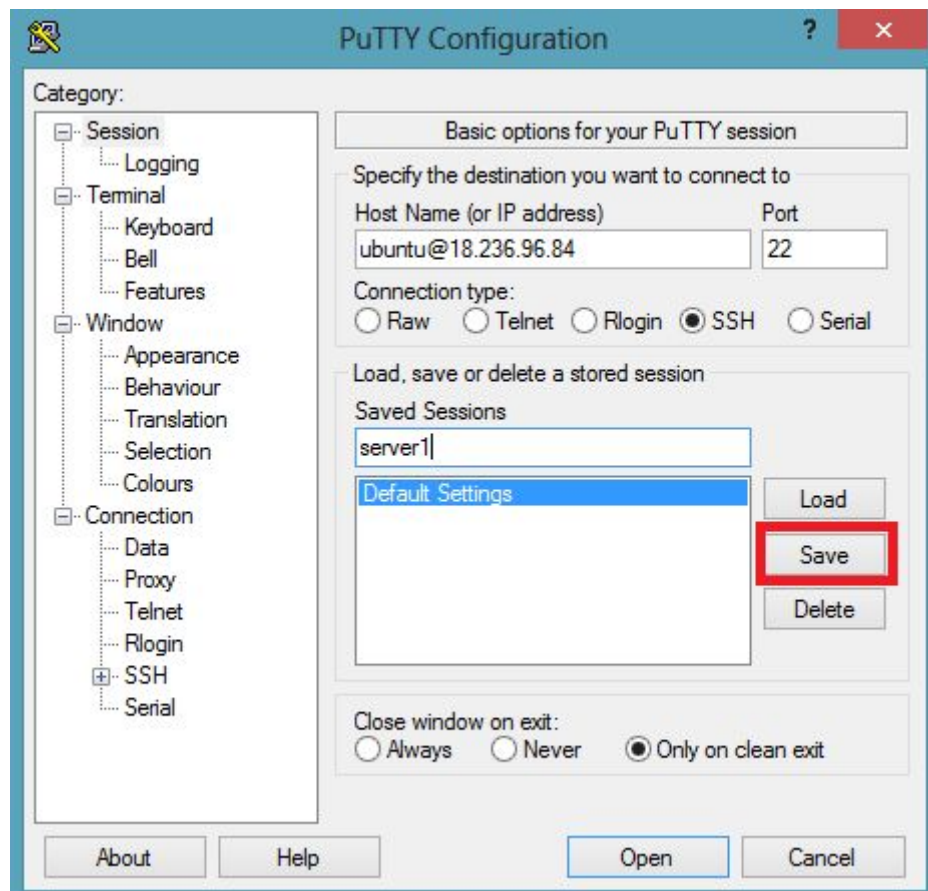 PuTTY Configuration
?
Category:
Session
Logging
Terminal
Keyboard
Bell
Features
Window
Appearance
Behaviour
Translation
Selection
Colours
Connection
Data
Proxy
Telnet
Rlogin
SSH
Serial
Basic options for your PuTTY session
Specify the destination you want to connect to
Host Name (or IP address) Port
ubuntu@18.236.96.84 22
Connection type:
Raw Telnet Rlogin SSH Serial
Load, save or delete a stored session
Saved Sessions
server1
Default Settings
Load
Save
Delete
Close window on exit:
Always Never Only on clean exit
About Help Open Cancel